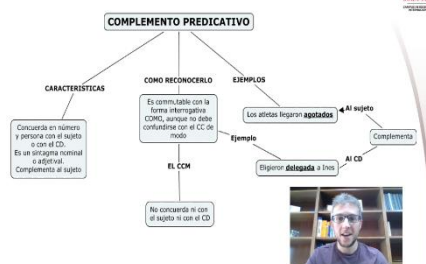 COMPLEMENTO PREDICATIVO
CARACTERISTICAS
COMO RECONOCERLO
EJEMPLOS
Concuerda en número
y persona con el sujeto
o con el CD.
Es un sintagma nominal
o adjetival.
Complementa al sujeto
Es commutable con la
forma interrogativa
COMO, aunque no debe
confundirse con el CC de
modo
Los atletas llegaron agotados
Al sujeto
Complementa
Ejemplo
Al CD
Eligieron delegada a Ines
EL CCM
No concuerda ni con
el sujeto ni con el CD